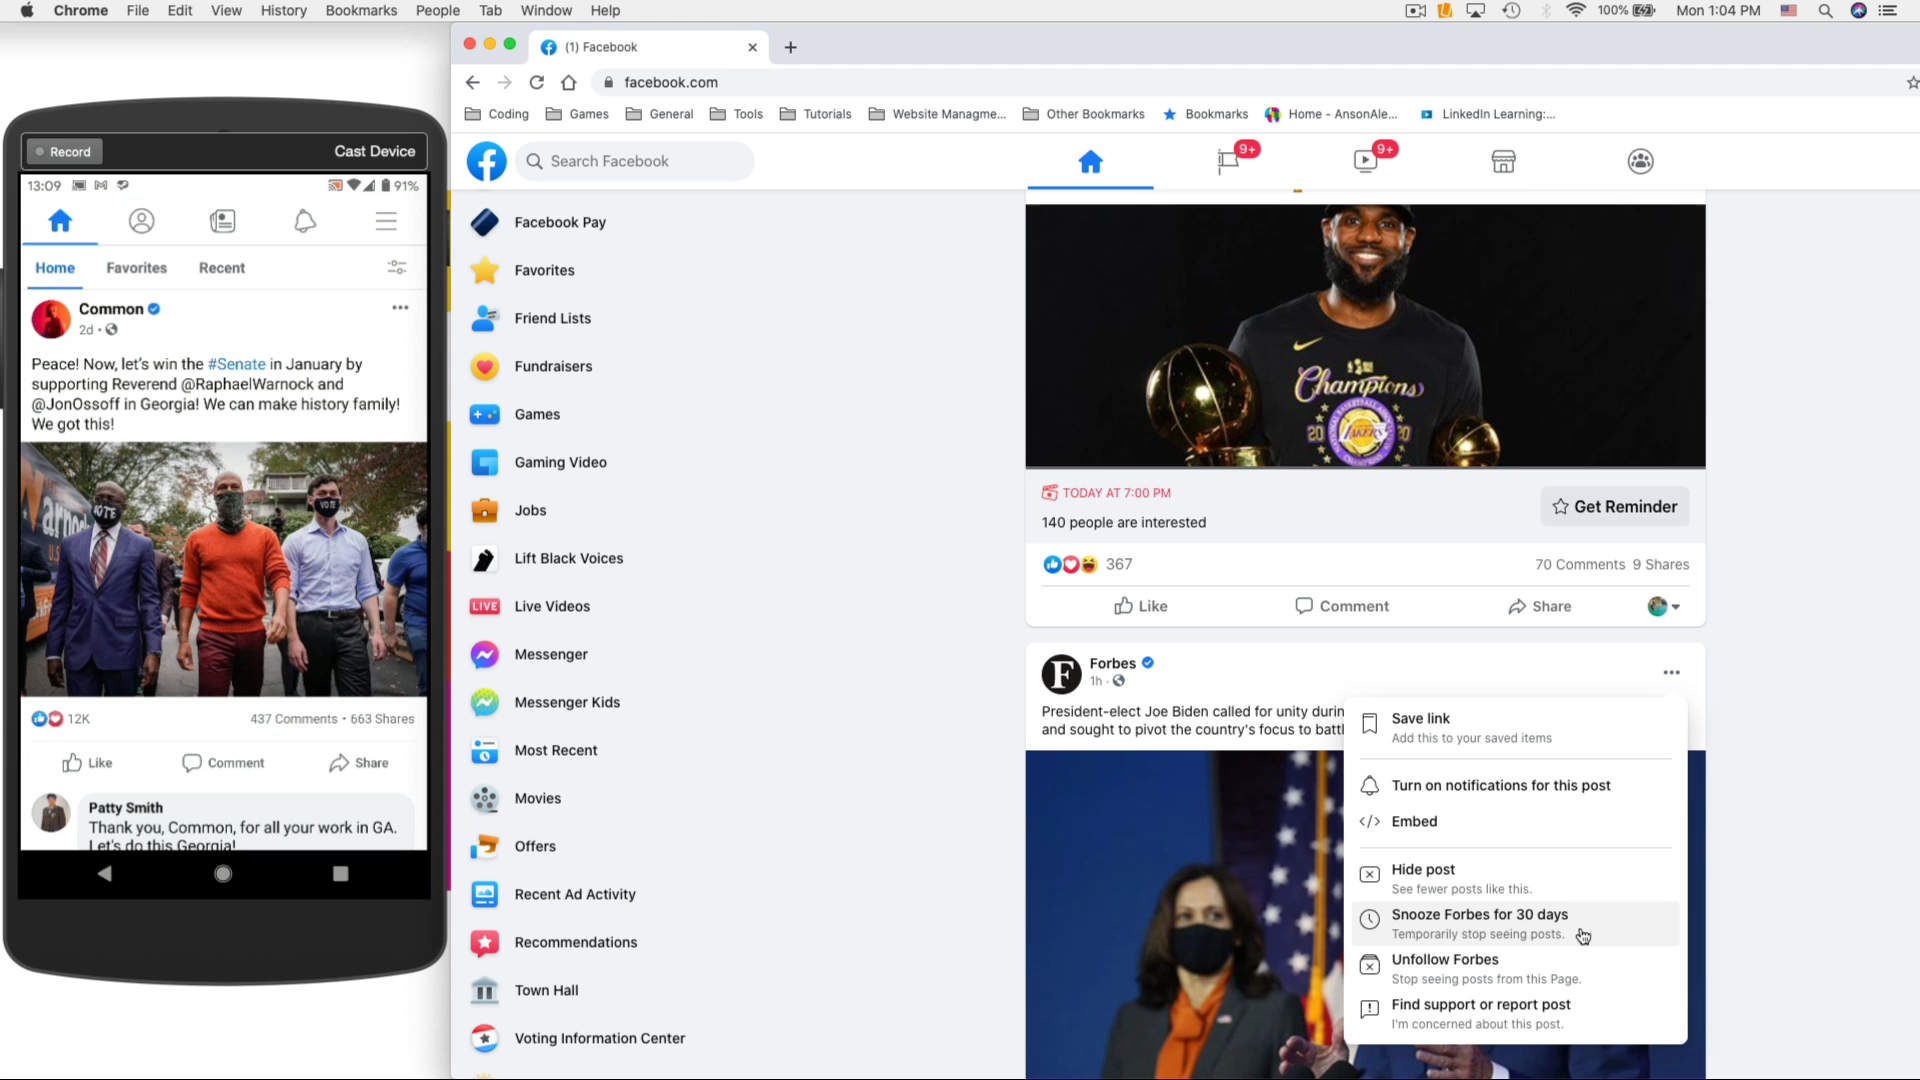 Chrome File Edit View History Bookmarks People Tab Window Help
100% Mon 1:04 PM
(1) Facebook
facebook.com
Coding Games General Tools Tutorials Website Managme... Other Bookmarks Bookmarks Home - AnsonAle... LinkedIn Learning:...
Search Facebook
9+
9+
Record
Cast Device
13:09
91%
Home Favorites Recent
Common
2d
Peace! Now, let's win the #Senate in January by
supporting Reverend @RaphaelWarnock and
@JonOssoff in Georgia! We can make history family!
We got this!
VOTE
VOTE
12K
437 Comments • 663 Shares
Like Comment Share
Patty Smith
Thank you, Common, for all your work in GA.
Let's do this Georgia!
Facebook Pay
Favorites
Friend Lists
Fundraisers
Games
Gaming Video
Jobs
Lift Black Voices
LIVE Live Videos
Messenger
Messenger Kids
Most Recent
Movies
Offers
Recent Ad Activity
Recommendations
Town Hall
Voting Information Center
Champions
20 LAKERS 20
TODAY AT 7:00 PM
140 people are interested
Get Reminder
367
70 Comments 9 Shares
Like Comment Share
F
Forbes
1h
President-elect Joe Biden called for unity
and sought to pivot the country's focus to
Save link
Add this to your saved items
Turn on notifications for this post
Embed
Hide post
See fewer posts like this.
Snooze Forbes for 30 days
Temporarily stop seeing posts.
Unfollow Forbes
Stop seeing posts from this Page.
Find support or report post
I'm concerned about this post.